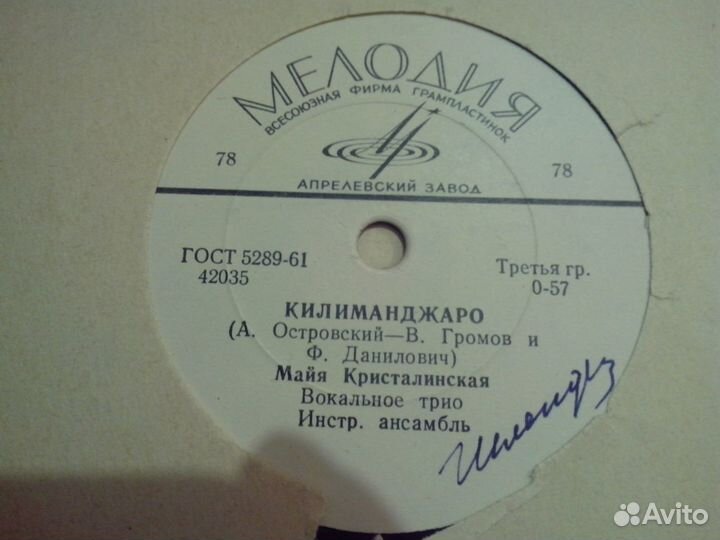 МЕЛОДИЯ
ВСЕСОЮЗНАЯ ФИРМА ГРАМПЛАСТИНОК
78 78
АПРЕЛЕВСКИЙ ЗАВОД
ГОСТ 5289-61 Третья гр.
42035 0-57
КИЛИМАНДЖАРО
(А. Островский—В. Громов и
Ф. Данилович)
Майя Кристалинская
Вокальное трио
Инстр. ансамбль
Avito